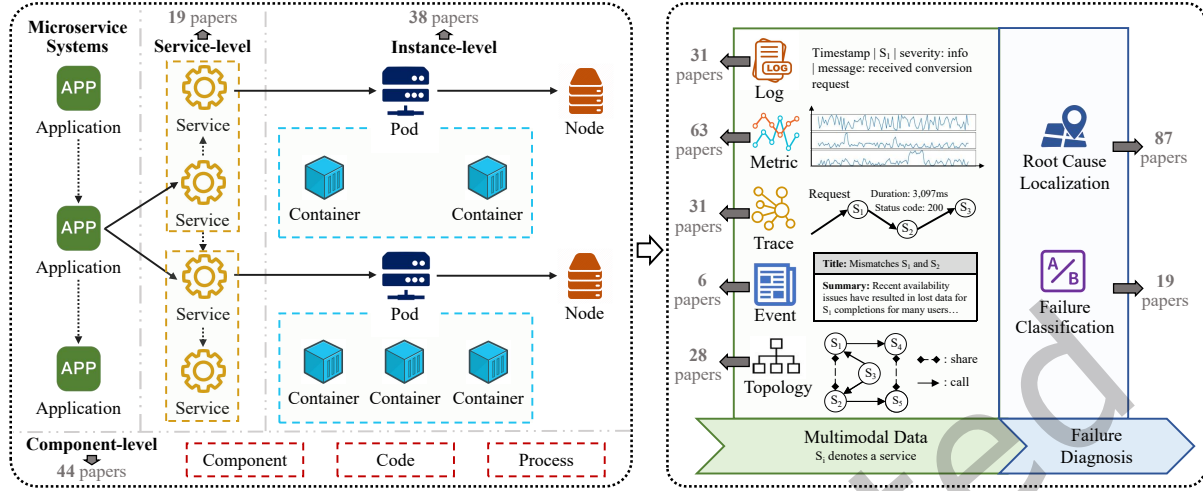 Microservice
Systems
19 papers
Service-level
38 papers
Instance-level
APP
Application
APP
Application
APP
Application
Service
Service
Service
Service
Pod
Node
Container
Container
Pod
Node
Container
Container
Container
Component-level
44 papers
Component
Code
Process
31
papers
LOG
Log
Timestamp | S1 | severity: info
| message: received conversion
request
63
papers
Metric
31
papers
Trace
Request
Duration: 3,097ms
Status code: 200
S1
S2
S3
6
papers
Event
Title: Mismatches S1 and S2
Summary: Recent availability
issues have resulted in lost data for
S1 completions for many users…
28
papers
Topology
S1
S4
S3
S2
S5
: share
: call
Root Cause
Localization
87
papers
A/B
Failure
Classification
19
papers
Multimodal Data
Si denotes a service
Failure
Diagnosis
ted